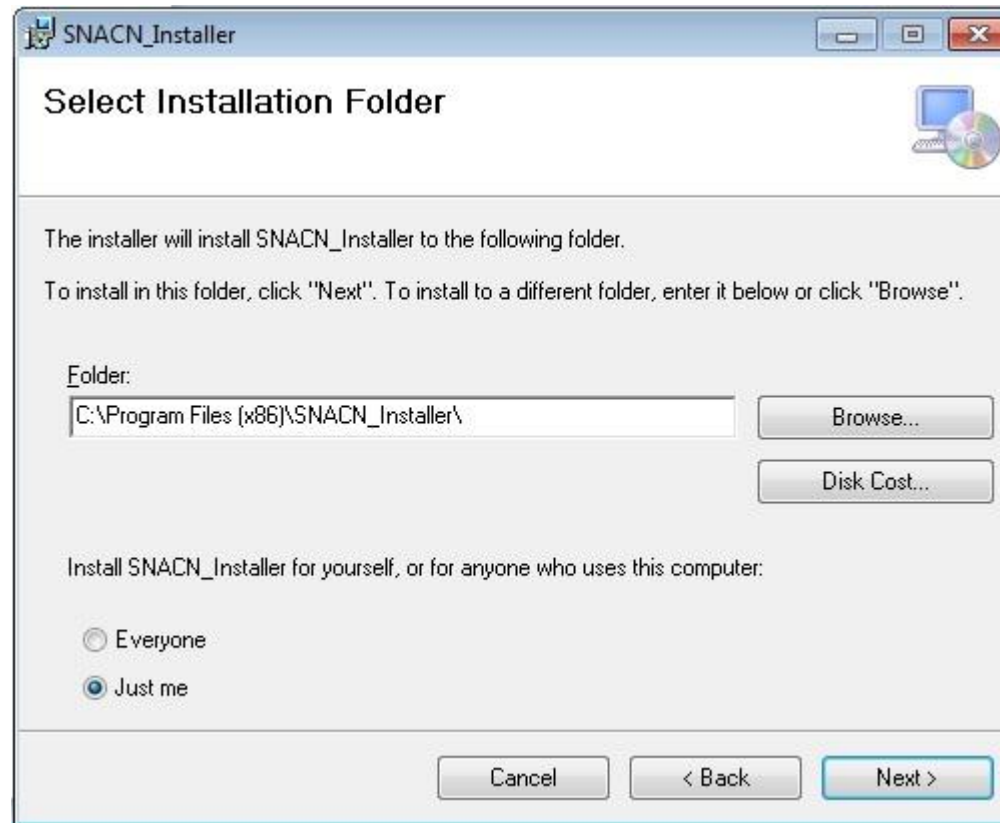 SNACN_Installer
Select Installation Folder
The installer will install SNACN_Installer to the following folder.
To install in this folder, click "Next". To install to a different folder, enter it below or click "Browse".
Folder:
C:\Program Files (x86)\SNACN_Installer\
Browse...
Disk Cost...
Install SNACN_Installer for yourself, or for anyone who uses this computer:
Everyone
Just me
Cancel
< Back
Next >